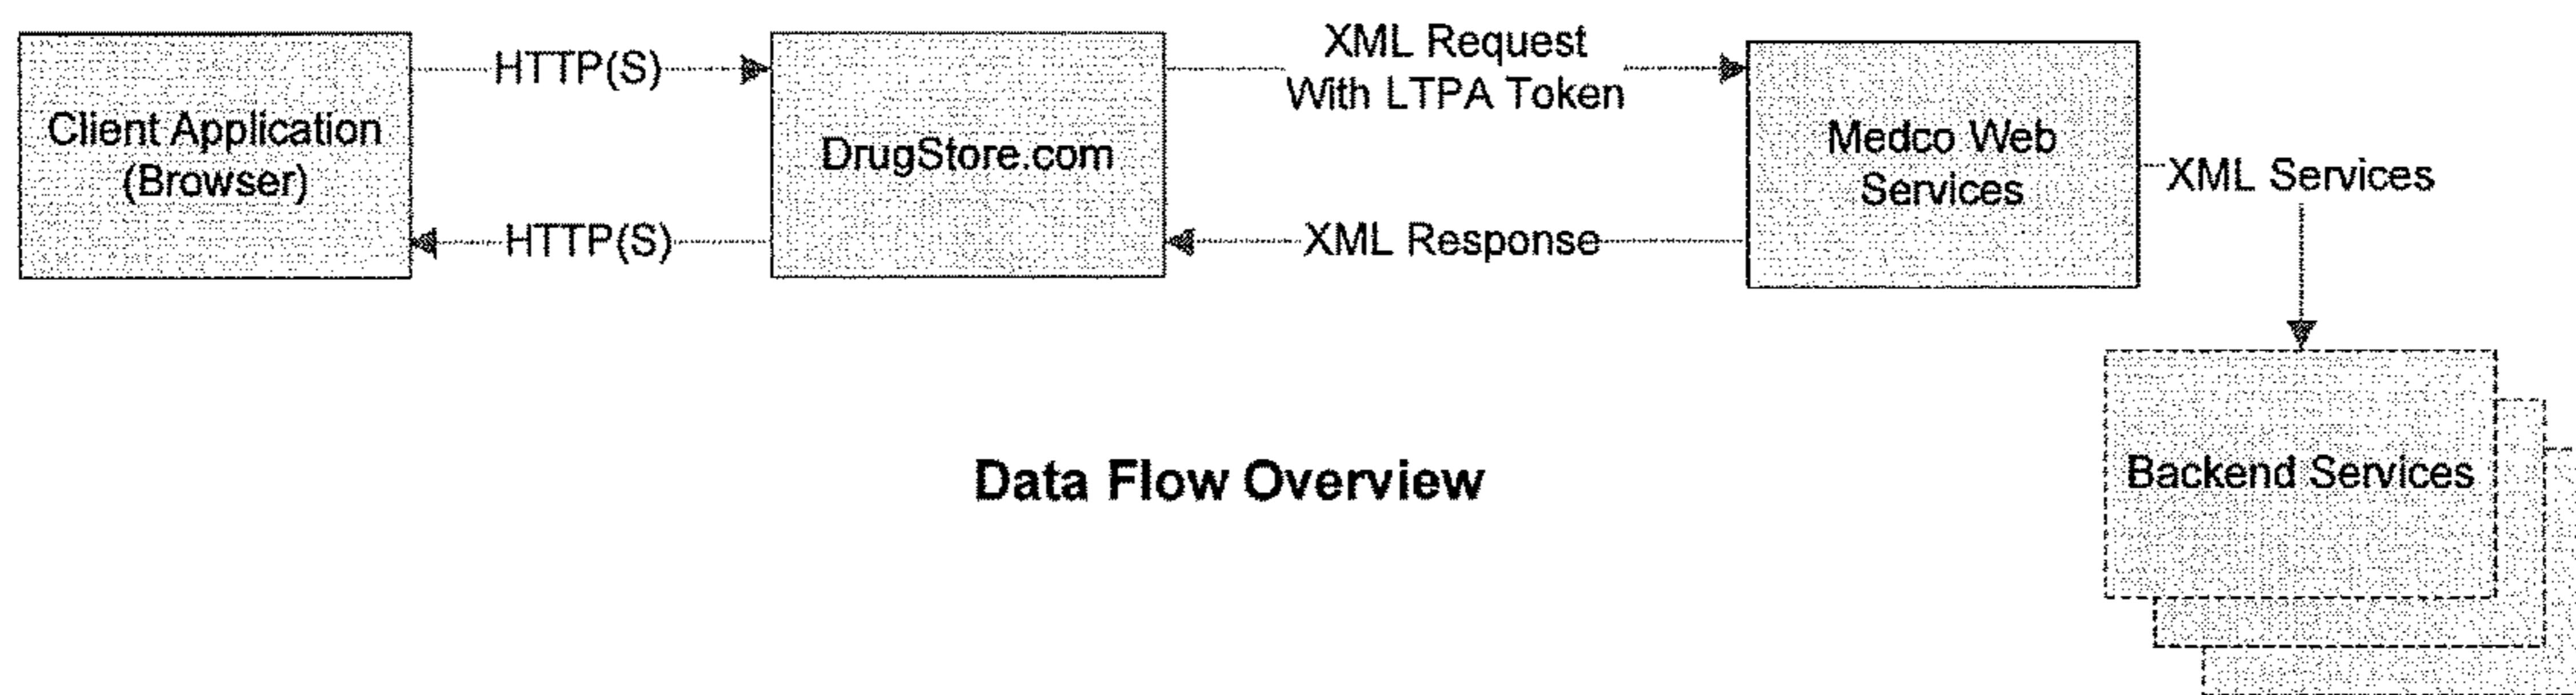 Client Application
(Browser)
HTTP(S)
HTTP(S)
DrugStore.com
XML Request
With LTPA Token
XML Response
Medco Web
Services
XML Services
Backend Services
Data Flow Overview